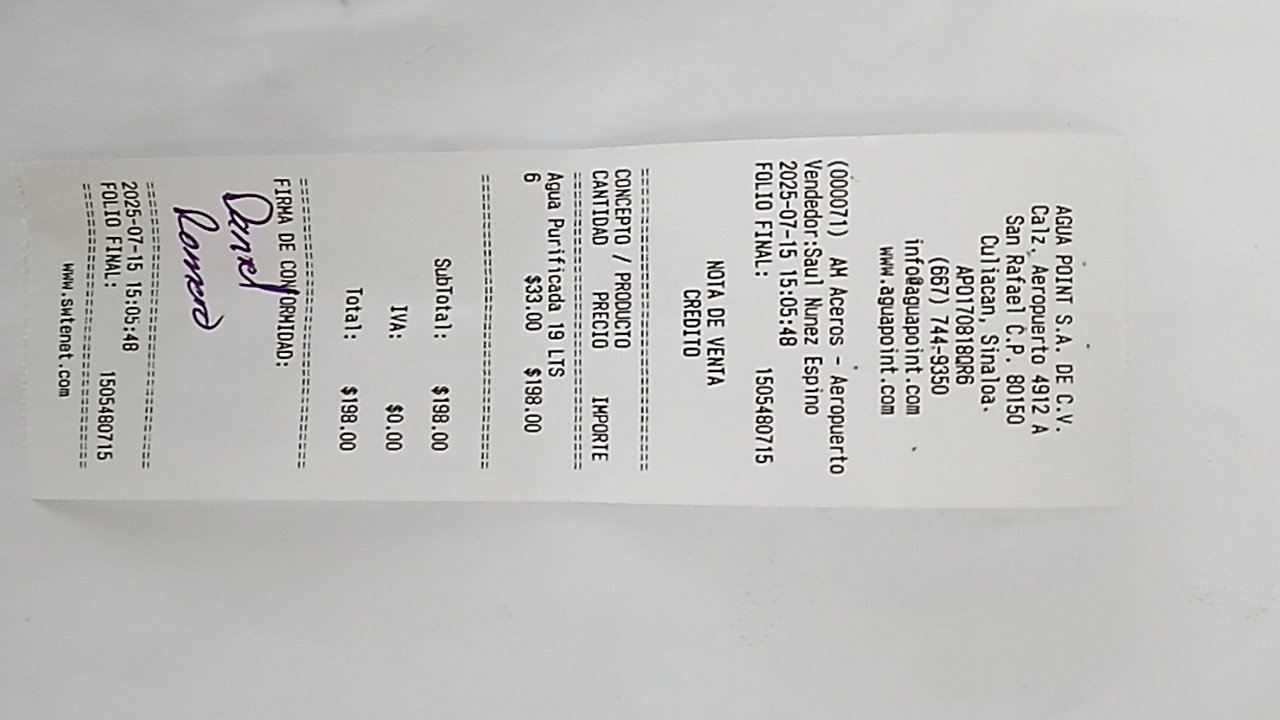 AGUA POINT S.A. DE C.V.
Calz. Aeropuerto 4912 A
San Rafael C.P. 80150
Culiacan, Sinaloa.
APO170818QR6
(667) 744-9350
info@aguapoint.com
www.aguapoint.com
(000071) AM Aceros - Aeropuerto
Vendedor:Saul Nunez Espino
2025-07-15 15:05:48
FOLIO FINAL: 1505480715
NOTA DE VENTA
CREDITO
===================================
CONCEPTO / PRODUCTO
CANTIDAD PRECIO IMPORTE
===================================
Agua Purificada 19 LTS
6 $33.00 $198.00
===================================
SubTotal: $198.00
IVA: $0.00
Total: $198.00
===================================
FIRMA DE CONFORMIDAD:
Daniel
Romero
===================================
2025-07-15 15:05:48
FOLIO FINAL: 1505480715
===================================
www.swtenet.com